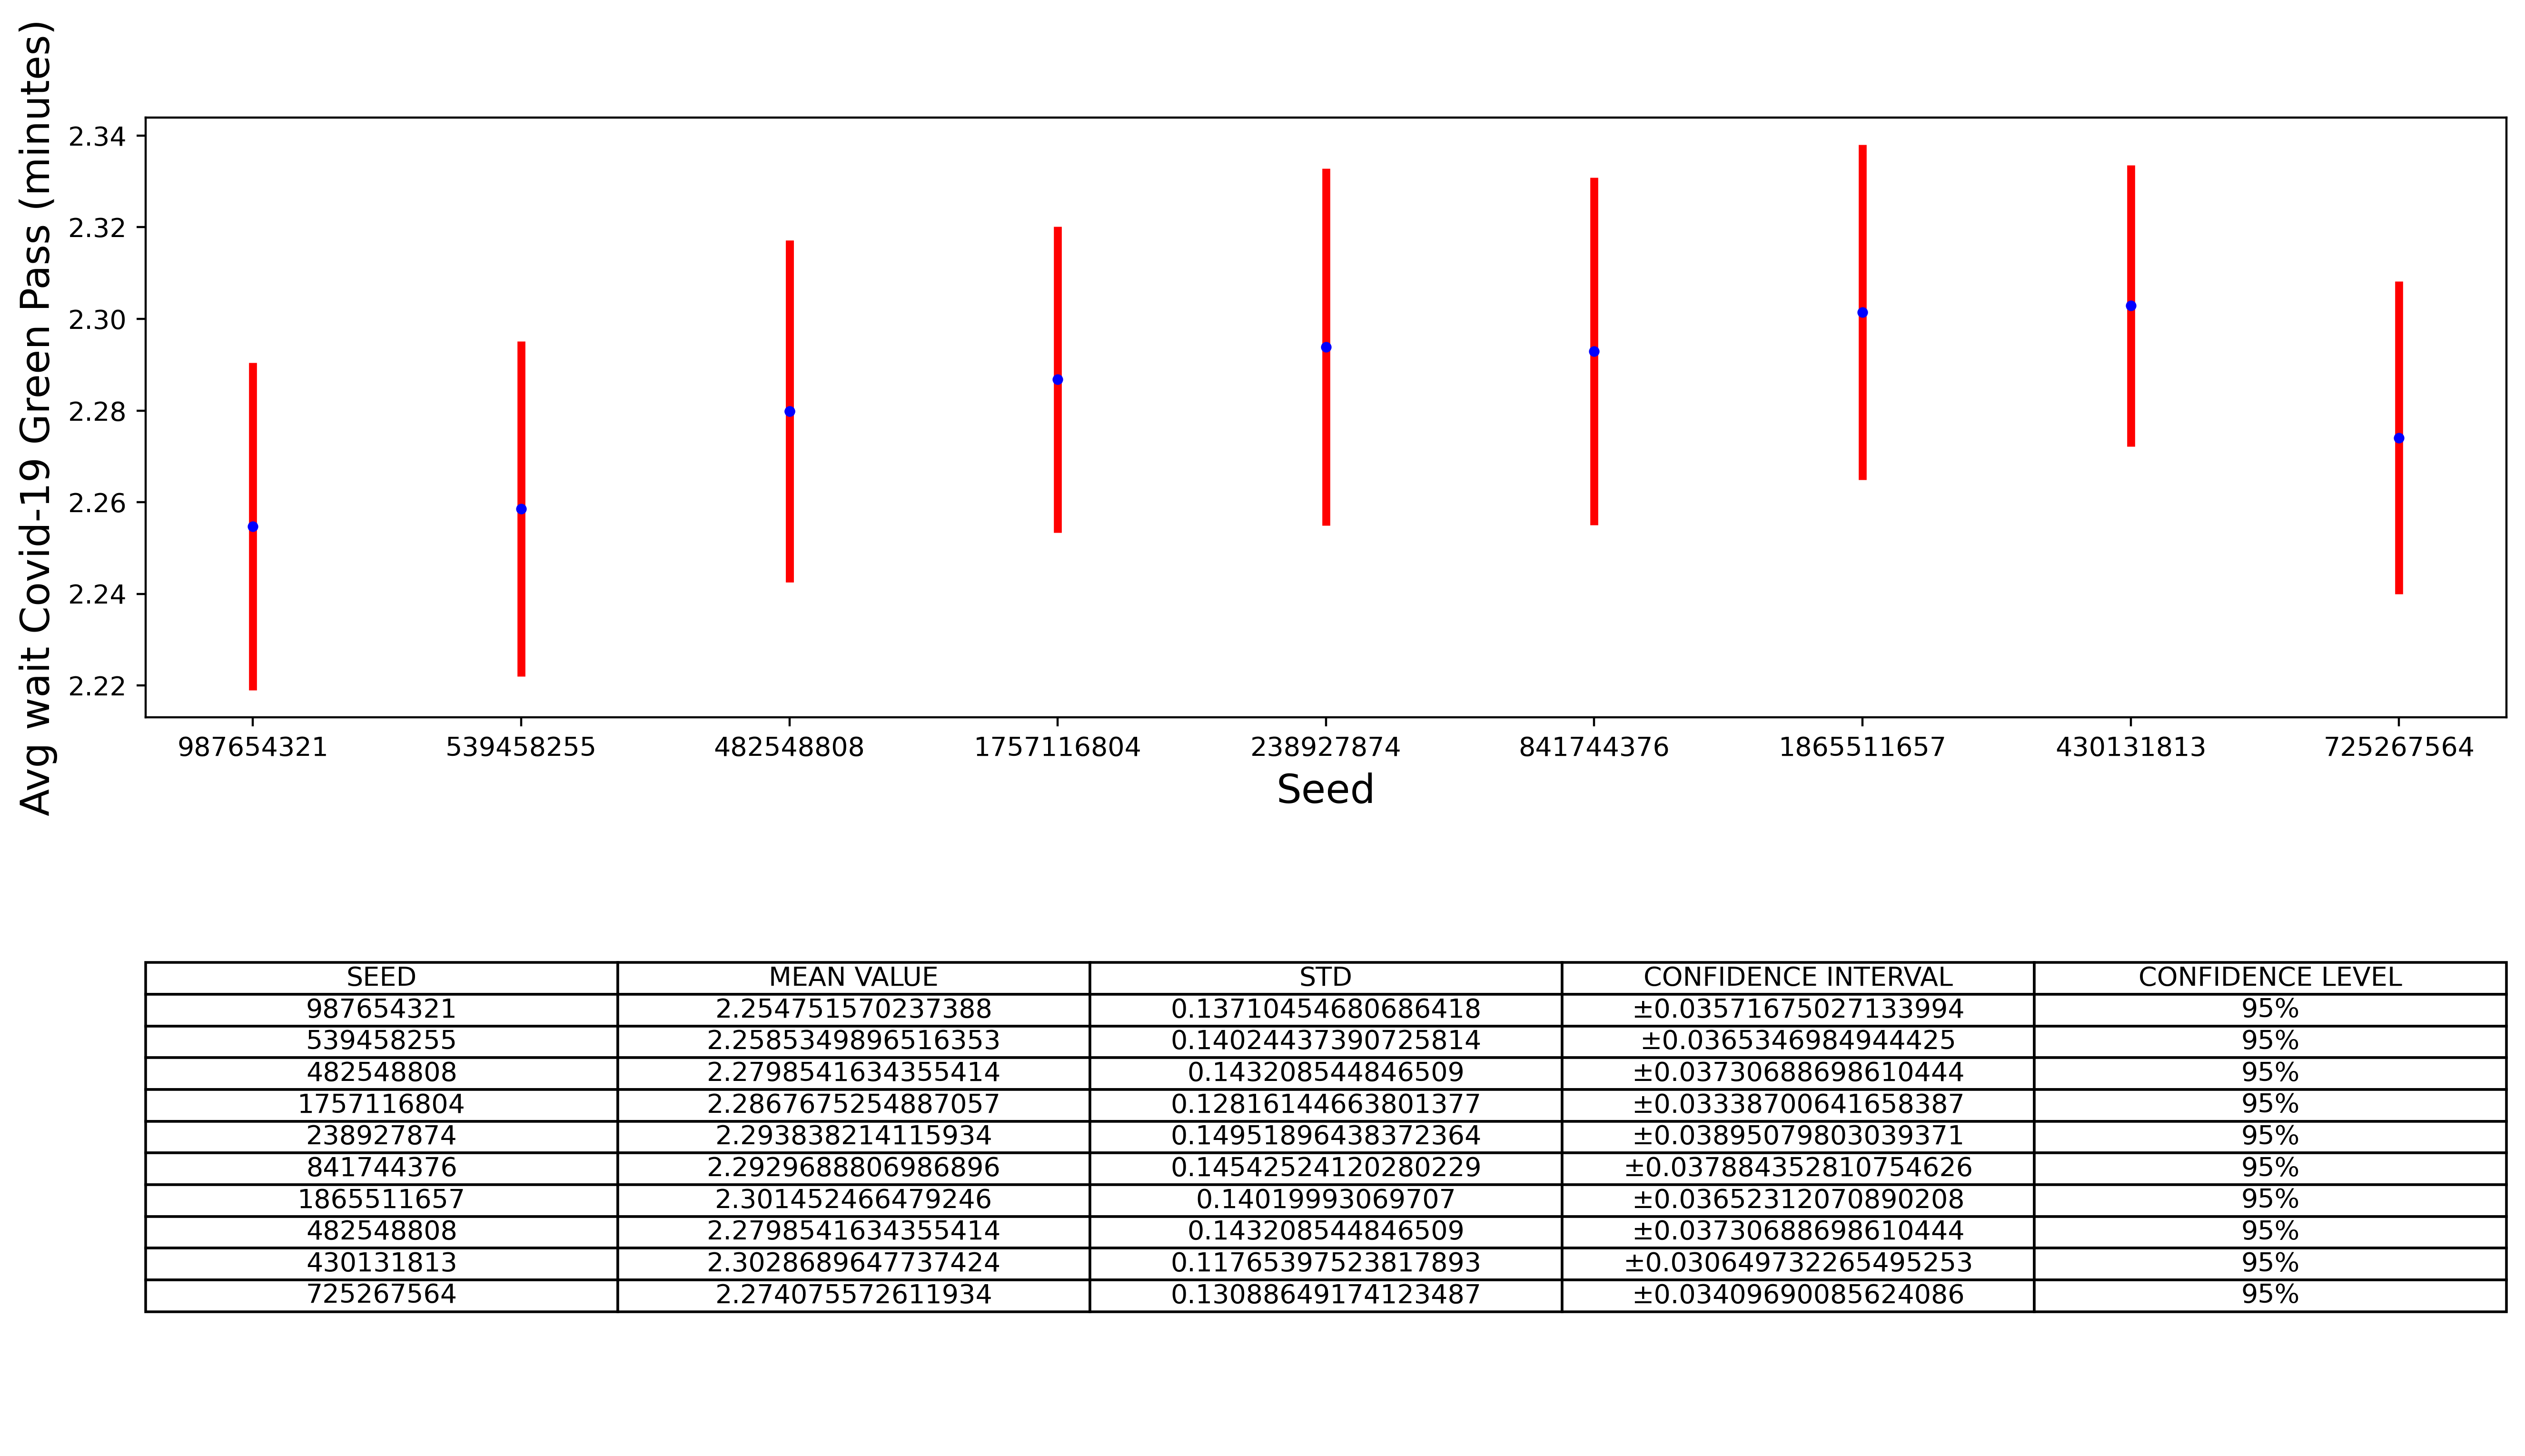 Avg wait Covid-19 Green Pass (minutes)
2.34
2.32
2.30
2.28
2.26
2.24
2.22
987654321 539458255 482548808 1757116804 238927874 841744376 1865511657 430131813 725267564
Seed
SEED MEAN VALUE STD CONFIDENCE INTERVAL CONFIDENCE LEVEL
987654321 2.254751570237388 0.13710454680686418 ±0.03571675027133994 95%
539458255 2.2585349896516353 0.14024437390725814 ±0.0365346984944425 95%
482548808 2.2798541634355414 0.143208544846509 ±0.03730688698610444 95%
1757116804 2.2867675254887057 0.12816144663801377 ±0.03338700641658387 95%
238927874 2.293838214115934 0.14951896438372364 ±0.03895079803039371 95%
841744376 2.2929688806986896 0.14542524120280229 ±0.037884352810754626 95%
1865511657 2.301452466479246 0.14019993069707 ±0.03652312070890208 95%
482548808 2.2798541634355414 0.143208544846509 ±0.03730688698610444 95%
430131813 2.3028689647737424 0.11765397523817893 ±0.030649732265495253 95%
725267564 2.274075572611934 0.13088649174123487 ±0.03409690085624086 95%